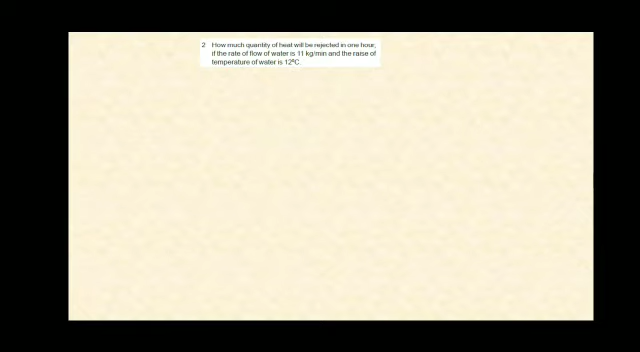 2 How much quantity of heat will be rejected in one hour,
if the rate of flow of water is 11 kg/min and the raise of
temperature of water is 12ºC.